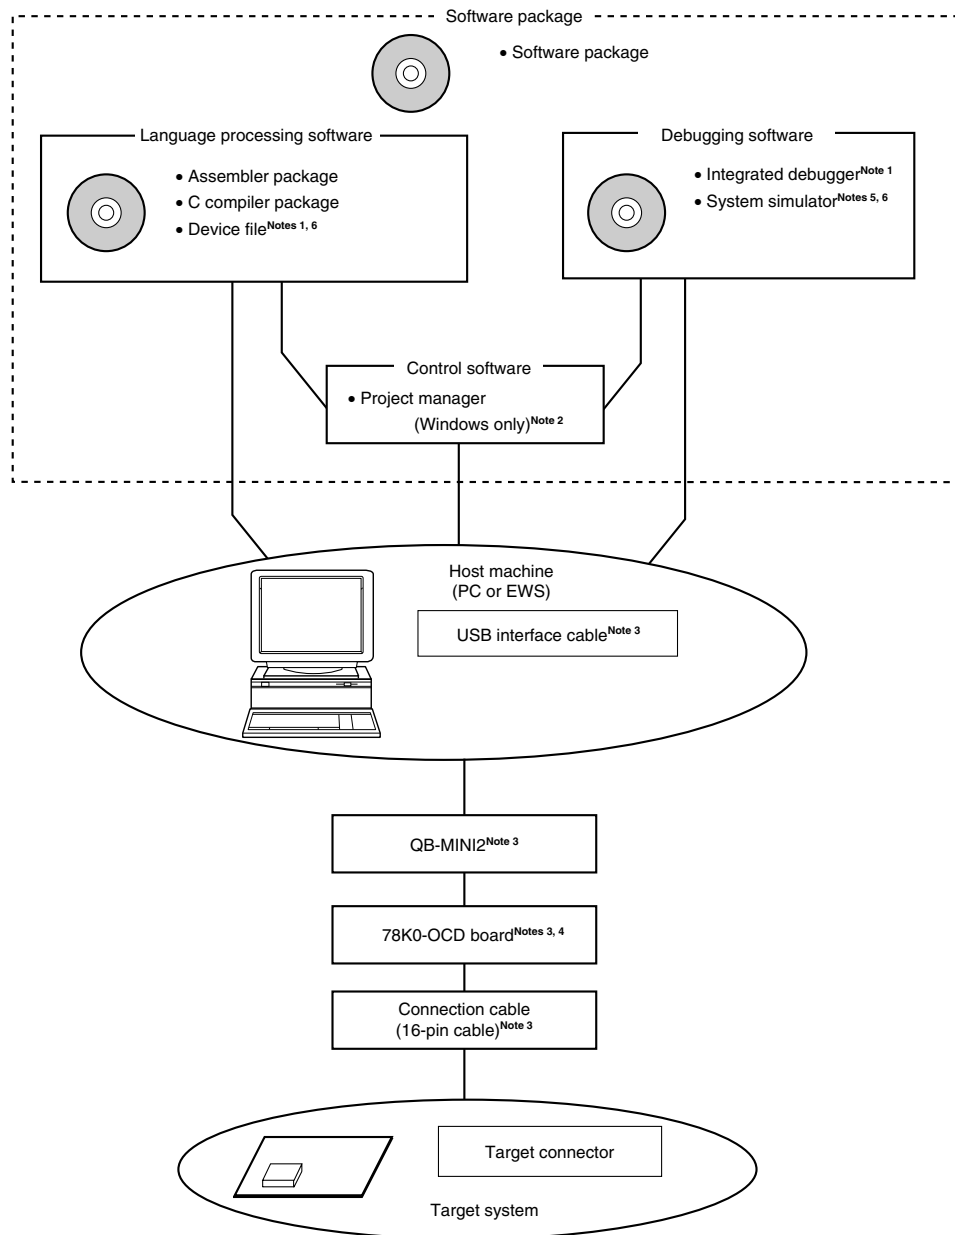 Software package
• Software package
Language processing software
• Assembler package
• C compiler package
• Device fileNotes 1, 6
Debugging software
• Integrated debuggerNote 1
• System simulatorNotes 5, 6
Control software
• Project manager
(Windows only)Note 2
Host machine
(PC or EWS)
USB interface cableNote 3
QB-MINI2Note 3
78K0-OCD boardNotes 3, 4
Connection cable
(16-pin cable)Note 3
Target connector
Target system